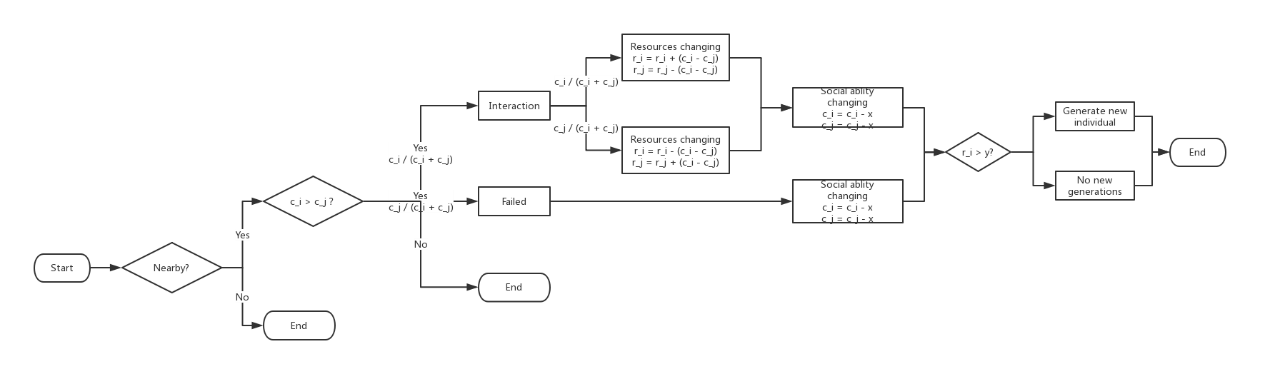 Start
Nearby?
Yes
No
End
c_i > c_j ?
Yes
c_i / (c_i + c_j)
Yes
c_j / (c_i + c_j)
No
Interaction
Failed
End
c_i / (c_i + c_j)
c_j / (c_i + c_j)
Resources changing
r_i = r_i + (c_i - c_j)
r_j = r_j - (c_i - c_j)
Resources changing
r_i = r_i - (c_i - c_j)
r_j = r_j + (c_i - c_j)
Social ablity
changing
c_i = c_i - x
c_j = c_j - x
Social ablity
changing
c_i = c_i - x
c_j = c_j - x
r_i > y?
Generate new
individual
No new
generations
End